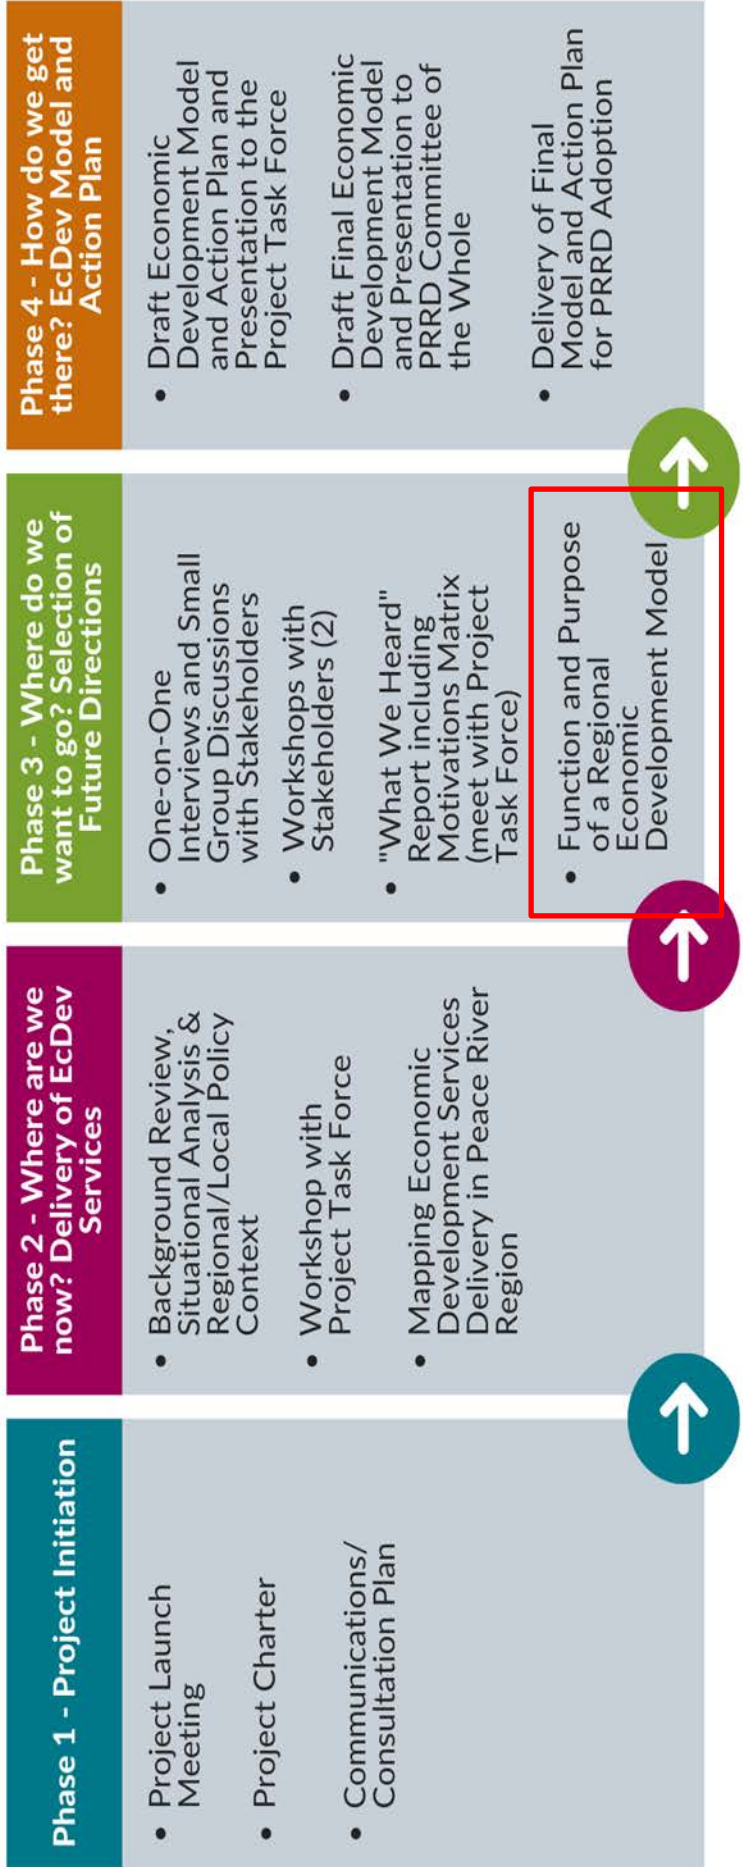 Phase 1 - Project Initiation
• Project Launch
Meeting
• Project Charter
• Communications/
Consultation Plan
Phase 2 - Where are we
now? Delivery of EcDev
Services
• Background Review,
Situational Analysis &
Regional/Local Policy
Context
• Workshop with
Project Task Force
• Mapping Economic
Development Services
Delivery in Peace River
Region
Phase 3 - Where do we
want to go? Selection of
Future Directions
• One-on-One
Interviews and Small
Group Discussions
with Stakeholders
• Workshops with
Stakeholders (2)
• "What We Heard"
Report including
Motivations Matrix
(meet with Project
Task Force)
• Function and Purpose
of a Regional
Economic
Development Model
Phase 4 - How do we get
there? EcDev Model and
Action Plan
• Draft Economic
Development Model
and Action Plan and
Presentation to the
Project Task Force
• Draft Final Economic
Development Model
and Presentation to
PRRD Committee of
the Whole
• Delivery of Final
Model and Action Plan
for PRRD Adoption